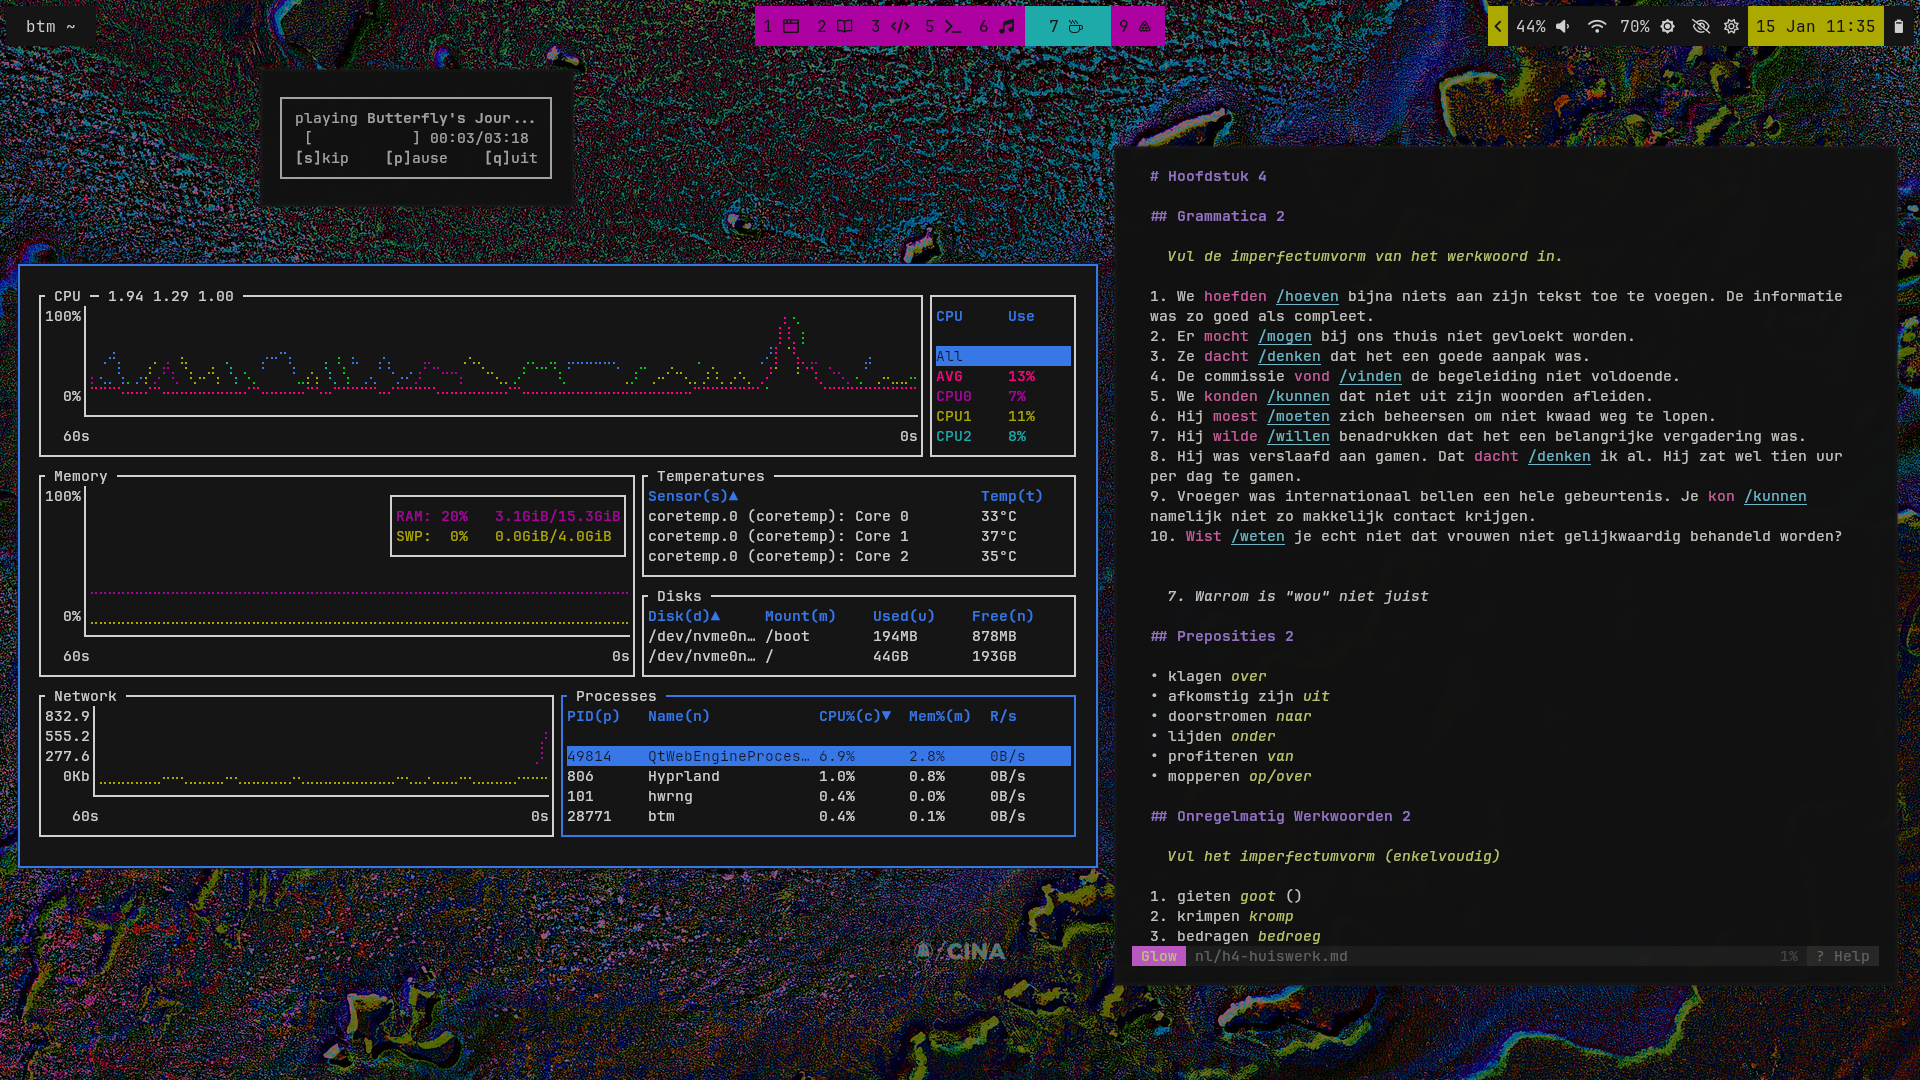 btm ~
1 2 3 </> 5 6 7 9
44% 70% 15 Jan 11:35
playing Butterfly's Jour...
[ ] 00:03/03:18
[s]kip [p]ause [q]uit
CPU — 1.94 1.29 1.00
100%
0%
60s 0s
CPU Use
All
AVG 13%
CPU0 7%
CPU1 11%
CPU2 8%
Memory
100%
RAM: 20% 3.1GiB/15.3GiB
SWP: 0% 0.0GiB/4.0GiB
0%
60s 0s
Temperatures
Sensor(s)▲ Temp(t)
coretemp.0 (coretemp): Core 0 33°C
coretemp.0 (coretemp): Core 1 37°C
coretemp.0 (coretemp): Core 2 35°C
Disks
Disk(d)▲ Mount(m) Used(u) Free(n)
/dev/nvme0n… /boot 194MB 878MB
/dev/nvme0n… / 44GB 193GB
Network
832.9
555.2
277.6
0Kb
60s 0s
Processes
PID(p) Name(n) CPU%(c)▼ Mem%(m) R/s
49814 QtWebEngineProces… 6.9% 2.8% 0B/s
806 Hyprland 1.0% 0.8% 0B/s
101 hwrng 0.4% 0.0% 0B/s
28771 btm 0.4% 0.1% 0B/s
# Hoofdstuk 4
## Grammatica 2
Vul de imperfectumvorm van het werkwoord in.
1. We hoefden /hoeven bijna niets aan zijn tekst toe te voegen. De informatie
was zo goed als compleet.
2. Er mocht /mogen bij ons thuis niet gevloekt worden.
3. Ze dacht /denken dat het een goede aanpak was.
4. De commissie vond /vinden de begeleiding niet voldoende.
5. We konden /kunnen dat niet uit zijn woorden afleiden.
6. Hij moest /moeten zich beheersen om niet kwaad weg te lopen.
7. Hij wilde /willen benadrukken dat het een belangrijke vergadering was.
8. Hij was verslaafd aan gamen. Dat dacht /denken ik al. Hij zat wel tien uur
per dag te gamen.
9. Vroeger was internationaal bellen een hele gebeurtenis. Je kon /kunnen
namelijk niet zo makkelijk contact krijgen.
10. Wist /weten je echt niet dat vrouwen niet gelijkwaardig behandeld worden?
7. Warrom is "wou" niet juist
## Preposities 2
• klagen over
• afkomstig zijn uit
• doorstromen naar
• lijden onder
• profiteren van
• mopperen op/over
## Onregelmatig Werkwoorden 2
Vul het imperfectumvorm (enkelvoudig)
1. gieten goot ()
2. krimpen kromp
3. bedragen bedroeg
Glow nl/h4-huiswerk.md 1% ? Help
CINA